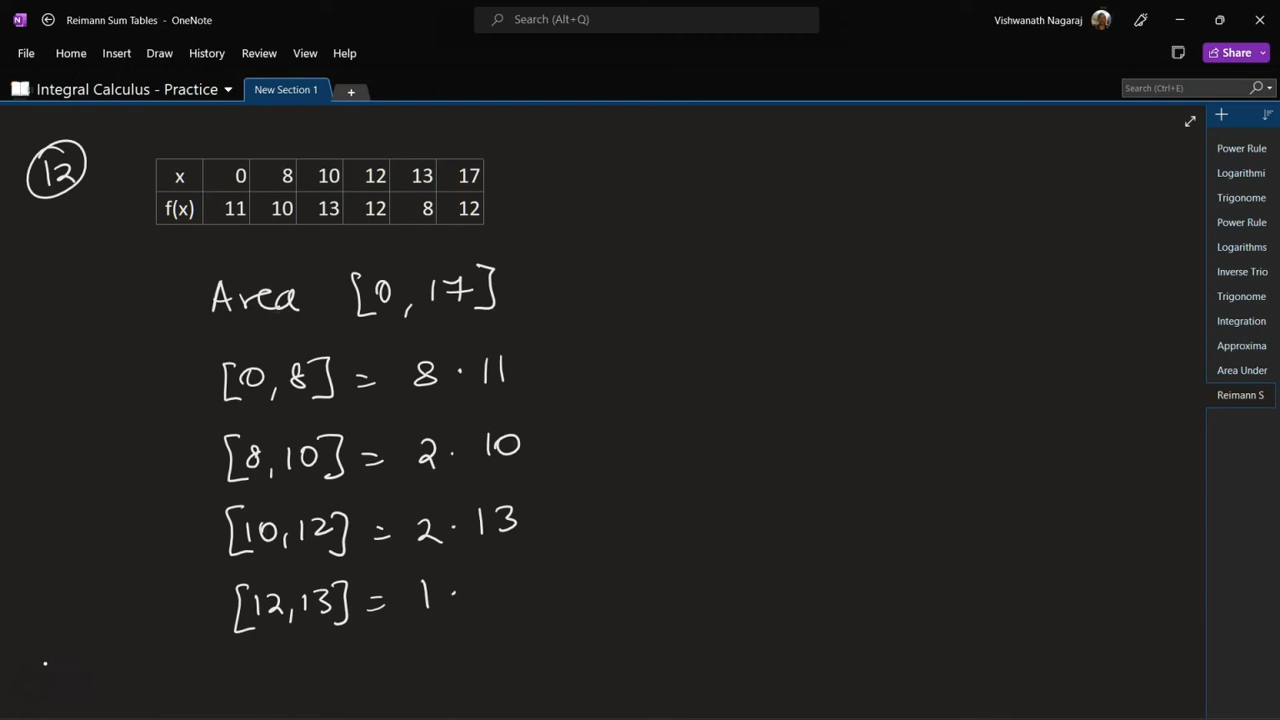 Reimann Sum Tables - OneNote
Search (Alt+Q)
Vishwanath Nagaraj
File Home Insert Draw History Review View Help
Share
Integral Calculus - Practice
New Section 1
+
Search (Ctrl+E)
12
x 0 8 10 12 13 17
f(x) 11 10 13 12 8 12
Area [0, 17]
[0, 8] = 8 · 11
[8, 10] = 2 · 10
[10, 12] = 2 · 13
[12, 13] = 1 ·
Power Rule
Logarithmi
Trigonome
Power Rule
Logarithms
Inverse Trio
Trigonome
Integration
Approxima
Area Under
Reimann S